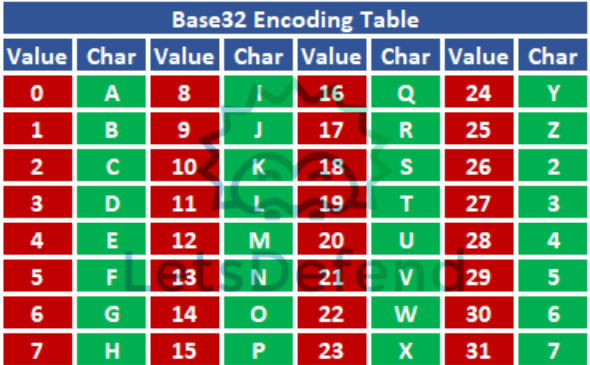 Base32 Encoding Table
Value Char Value Char Value Char Value Char
0 A 8 I 16 Q 24 Y
1 B 9 J 17 R 25 Z
2 C 10 K 18 S 26 2
3 D 11 L 19 T 27 3
4 E 12 M 20 U 28 4
5 F 13 N 21 V 29 5
6 G 14 O 22 W 30 6
7 H 15 P 23 X 31 7
LetsDefend